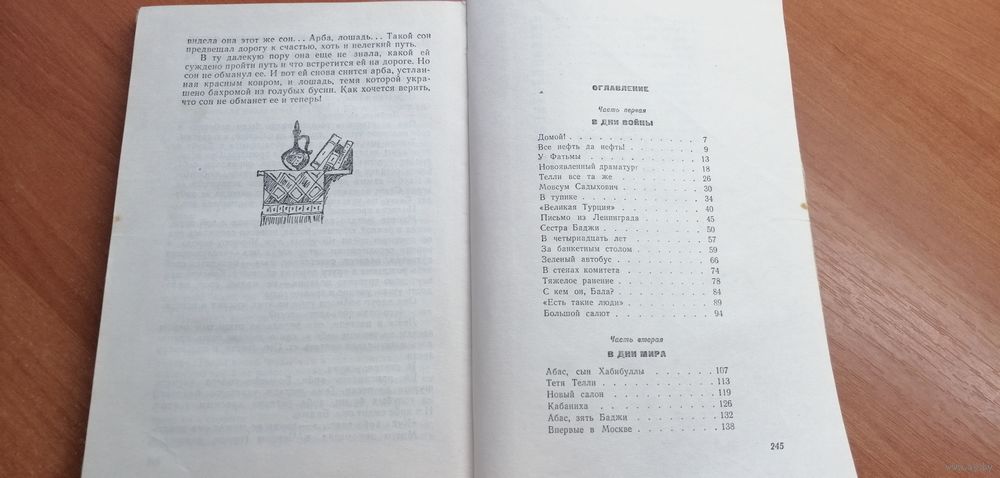 видела она этот же сон... Арба, лошадь... Такой сон
предвещал дорогу к счастью, хоть и нелегкий путь.
В ту далекую пору она еще не знала, какой ей
суждено пройти путь и что встретится ей на дороге. Но
сон не обманул ее. И вот ей снова снится арба, устлан-
ная красным ковром, и лошадь, темя которой укра-
шено бахромой из голубых бусин. Как хочется верить,
что сон не обманет ее и теперь!
ОГЛАВЛЕНИЕ
Часть первая
В ДНИ ВОЙНЫ
Домой! . . . . . . . . . . . 7
Все нефть да нефть! . . . . . . . 9
У Фатьмы . . . . . . . . . . 13
Новоявленный драматург . . . . . . 18
Телли все та же . . . . . . . . 26
Мовсум Садыхович . . . . . . . 30
В тупике . . . . . . . . . . 34
«Великая Турция» . . . . . . . . 40
Письмо из Ленинграда . . . . . . 45
Сестра Баджи . . . . . . . . . 50
В четырнадцать лет . . . . . . . 57
За банкетным столом . . . . . . . 59
Зеленый автобус . . . . . . . . 66
В стенах комитета . . . . . . . 74
Тяжелое ранение . . . . . . . . 78
С кем он, Бала? . . . . . . . . 84
«Есть такие люди» . . . . . . . 89
Большой салют . . . . . . . . 94
Часть вторая
В ДНИ МИРА
Абас, сын Хабибуллы . . . . . . 107
Тетя Телли . . . . . . . . . 113
Новый салон . . . . . . . . . 119
Кабаниха . . . . . . . . . . 126
Абас, зять Баджи . . . . . . . 132
Впервые в Москве . . . . . . . 138
245